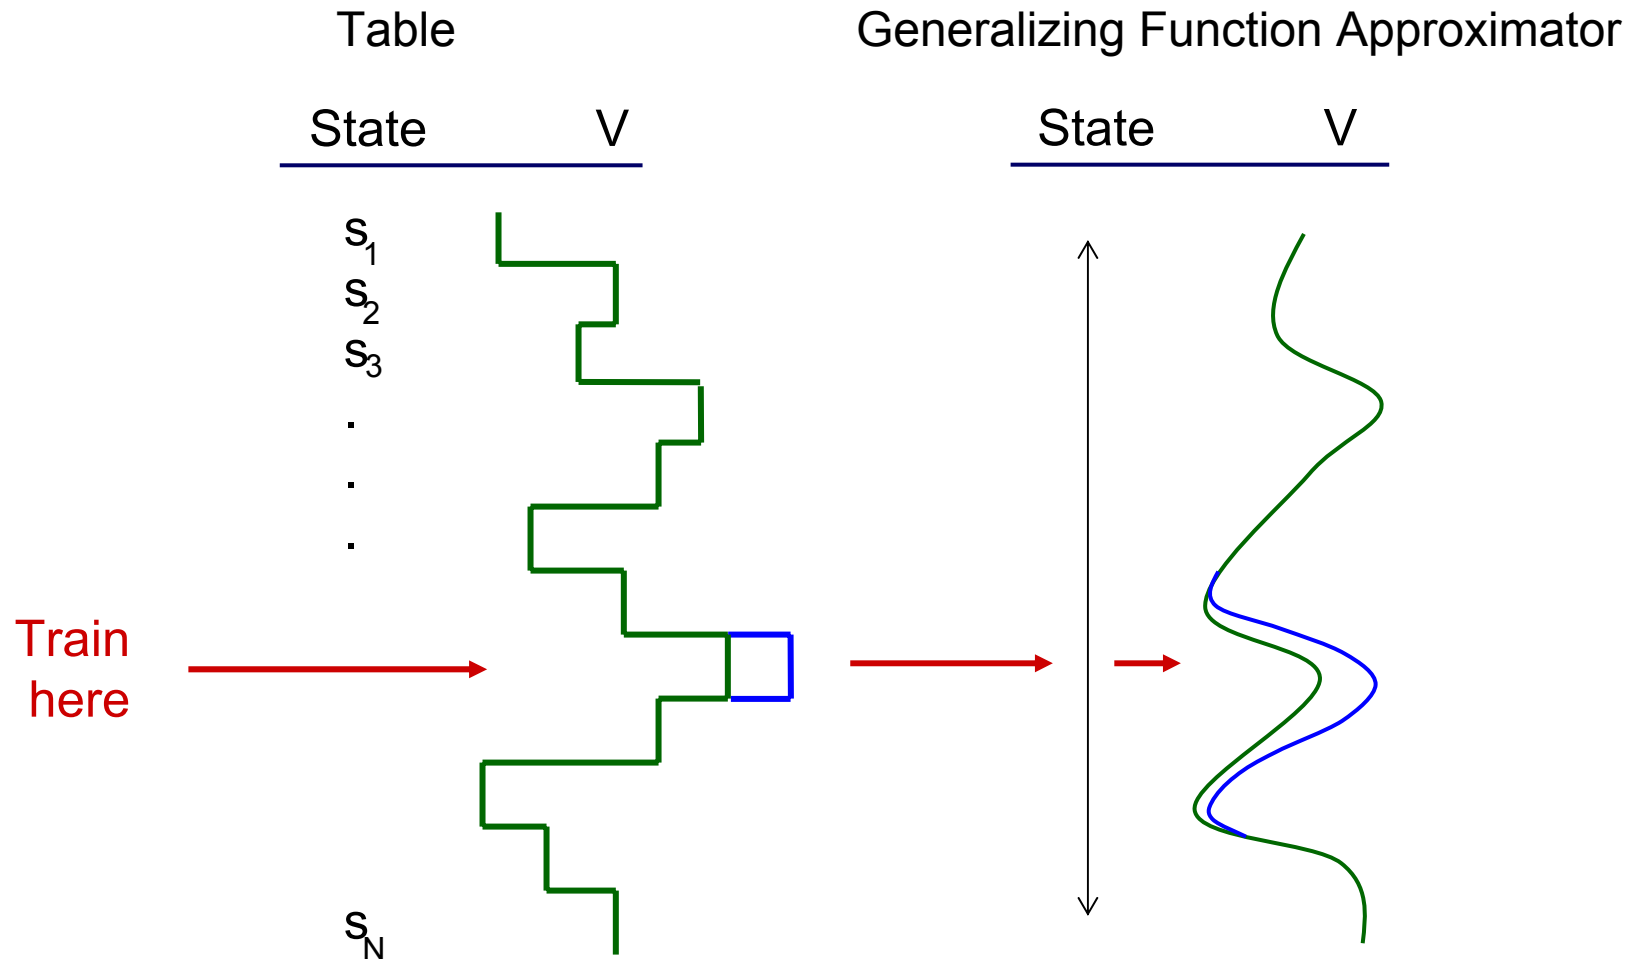 Table
Generalizing Function Approximator
State V
State V
s1
s2
s3
.
.
.
Train
here
sN